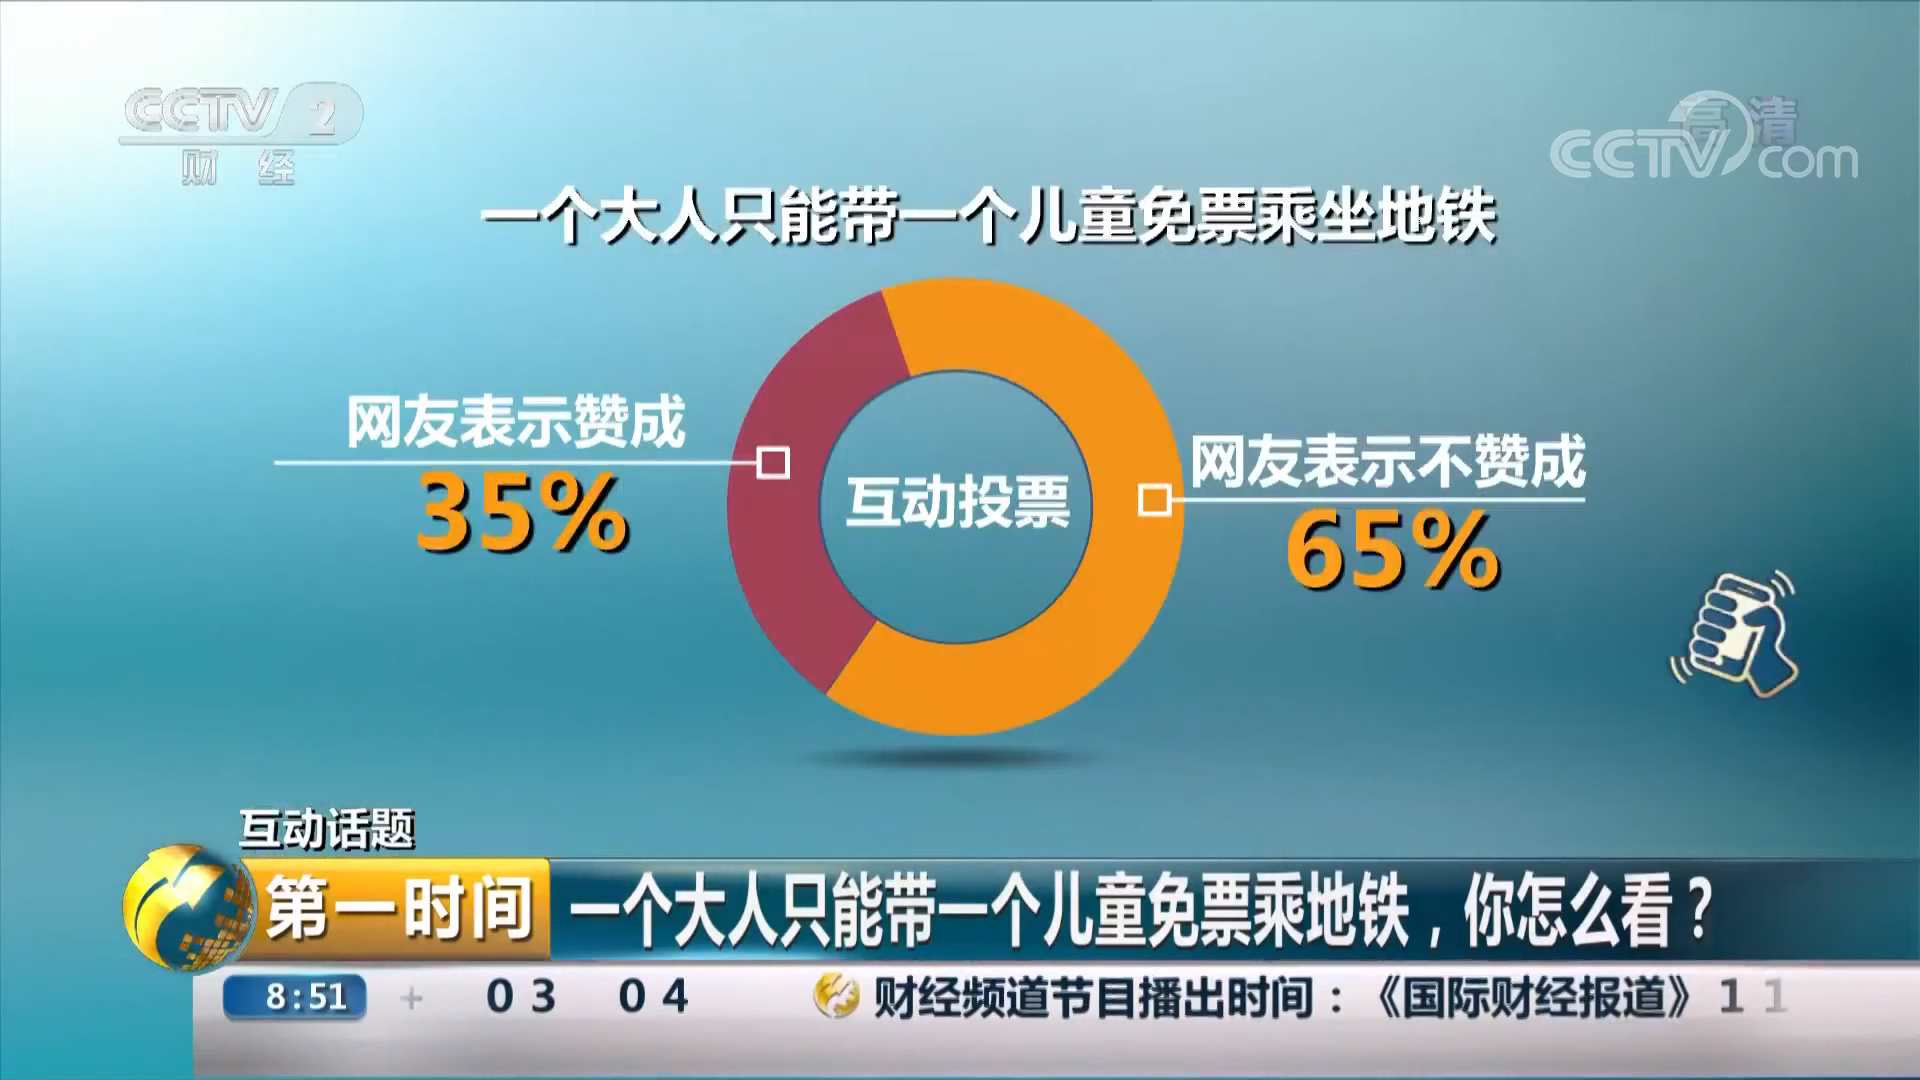 CCTV 2
财 经
高清
CCTV com
一个大人只能带一个儿童免票乘坐地铁
网友表示赞成
35%
互动投票
网友表示不赞成
65%
互动话题
第一时间
一个大人只能带一个儿童免票乘地铁，你怎么看？
8:51
+ 03 04
财经频道节目播出时间：《国际财经报道》 11